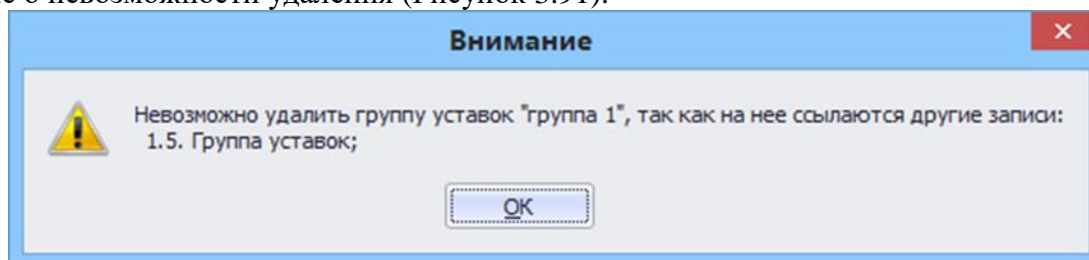 о невозможности удаления (Рисунок 3.91).
Внимание
Невозможно удалить группу уставок "группа 1", так как на нее ссылаются другие записи:
1.5. Группа уставок;
OK